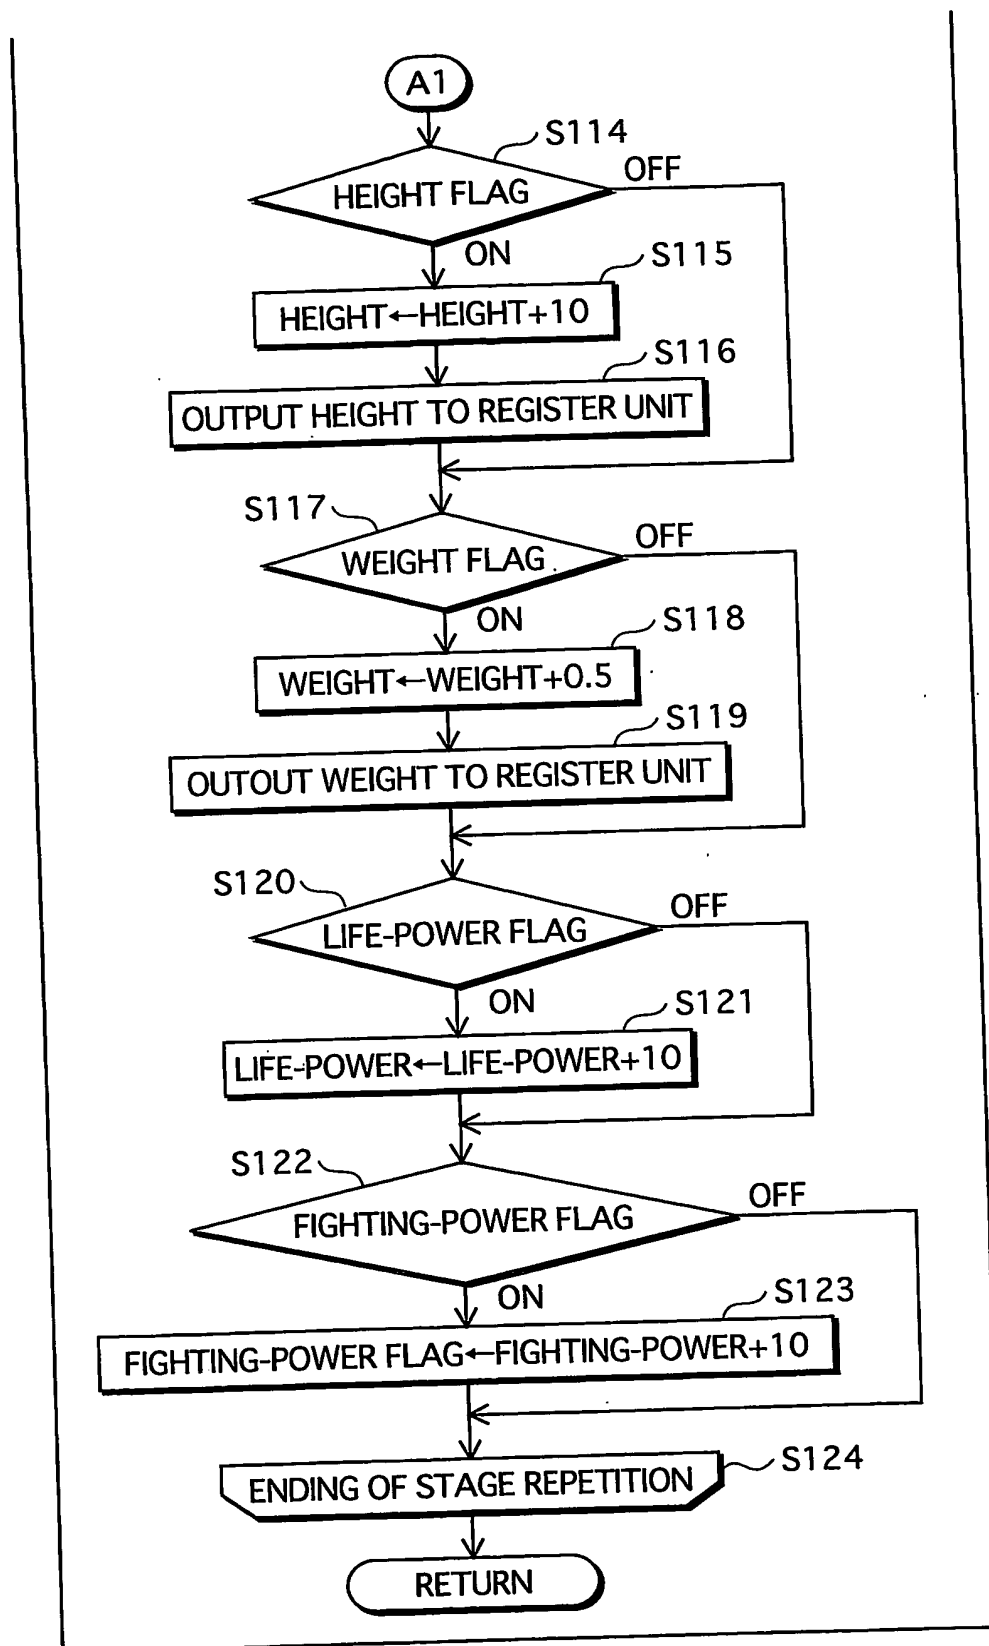 A1
S114
HEIGHT FLAG
OFF
ON
S115
HEIGHT←HEIGHT+10
S116
OUTPUT HEIGHT TO REGISTER UNIT
S117
WEIGHT FLAG
OFF
ON
S118
WEIGHT←WEIGHT+0.5
S119
OUTOUT WEIGHT TO REGISTER UNIT
S120
LIFE-POWER FLAG
OFF
ON
S121
LIFE-POWER←LIFE-POWER+10
S122
FIGHTING-POWER FLAG
OFF
ON
S123
FIGHTING-POWER FLAG←FIGHTING-POWER+10
S124
ENDING OF STAGE REPETITION
RETURN